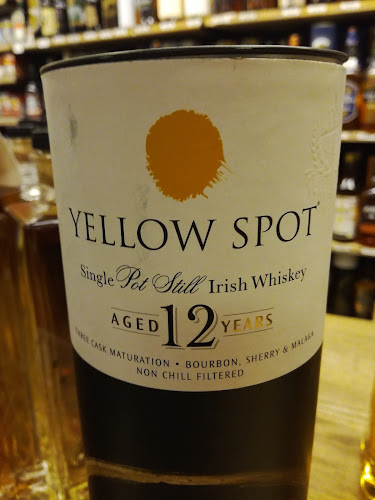 YELLOW SPOT
Single Pot Still Irish Whiskey
AGED 12 YEARS
THREE CASK MATURATION • BOURBON, SHERRY & MALAGA
NON CHILL FILTERED